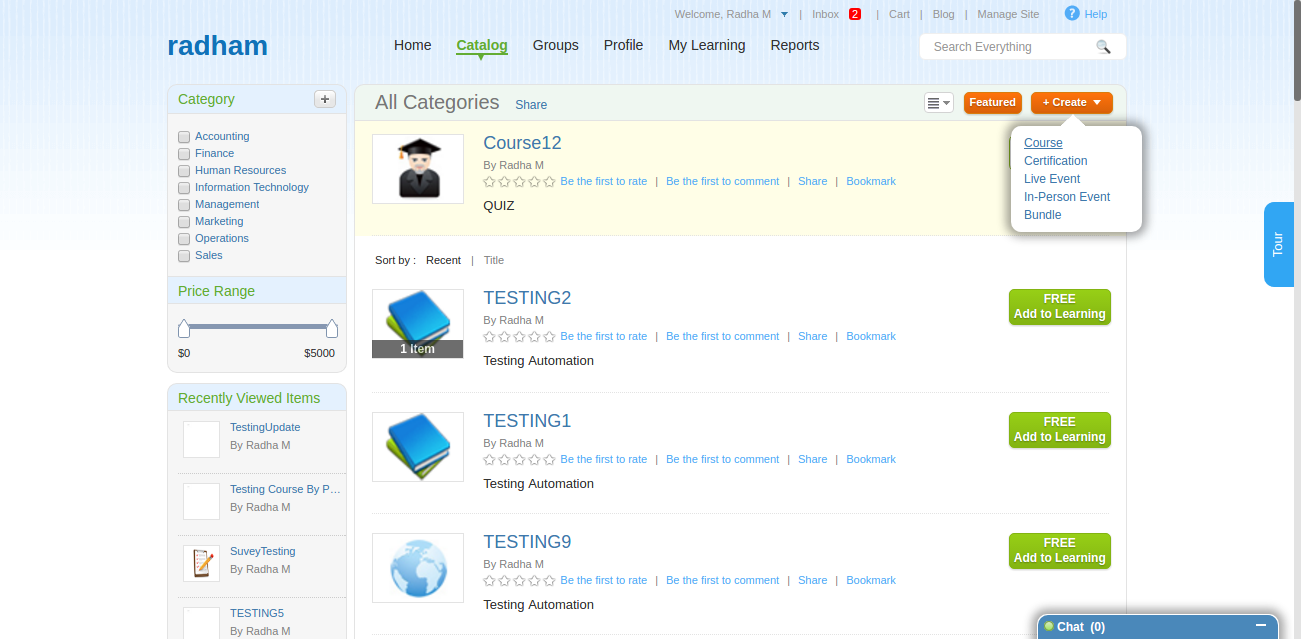 Welcome, Radha M | Inbox 2 | Cart | Blog | Manage Site ? Help
radham
Home Catalog Groups Profile My Learning Reports
Search Everything
Category +
Accounting
Finance
Human Resources
Information Technology
Management
Marketing
Operations
Sales
Price Range
$0 $5000
Recently Viewed Items
TestingUpdate
By Radha M
Testing Course By P...
By Radha M
SuveyTesting
By Radha M
TESTING5
By Radha M
All Categories Share
Featured + Create
Course
Certification
Live Event
In-Person Event
Bundle
Course12
By Radha M
Be the first to rate | Be the first to comment | Share | Bookmark
QUIZ
Sort by : Recent | Title
TESTING2
By Radha M
Be the first to rate | Be the first to comment | Share | Bookmark
1 Item
Testing Automation
FREE
Add to Learning
TESTING1
By Radha M
Be the first to rate | Be the first to comment | Share | Bookmark
Testing Automation
FREE
Add to Learning
TESTING9
By Radha M
Be the first to rate | Be the first to comment | Share | Bookmark
Testing Automation
FREE
Add to Learning
Tour
Chat (0)